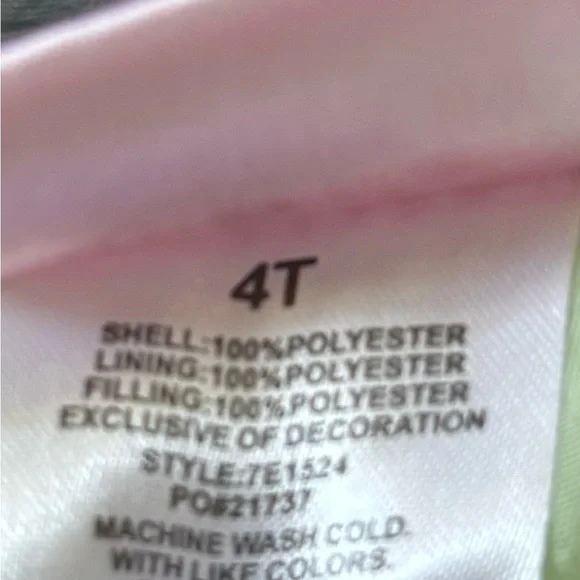 4T
SHELL:100%POLYESTER
LINING:100%POLYESTER
FILLING:100%POLYESTER
EXCLUSIVE OF DECORATION
STYLE:7E1524
PO#21737
MACHINE WASH COLD.
WITH LIKE COLORS.